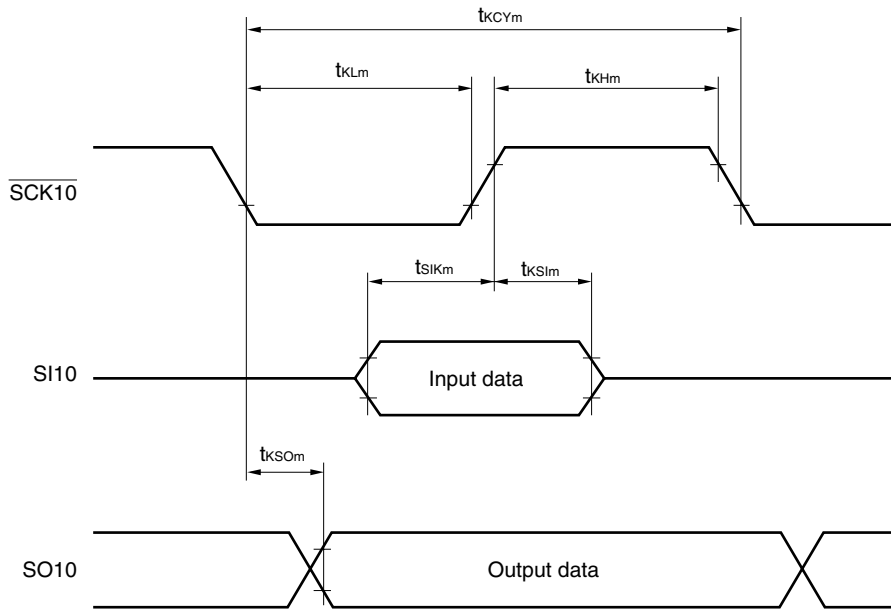 tKCYm
tKLm
tKHm
SCK10
tSIKm
tKSIm
SI10
Input data
tKSOm
SO10
Output data